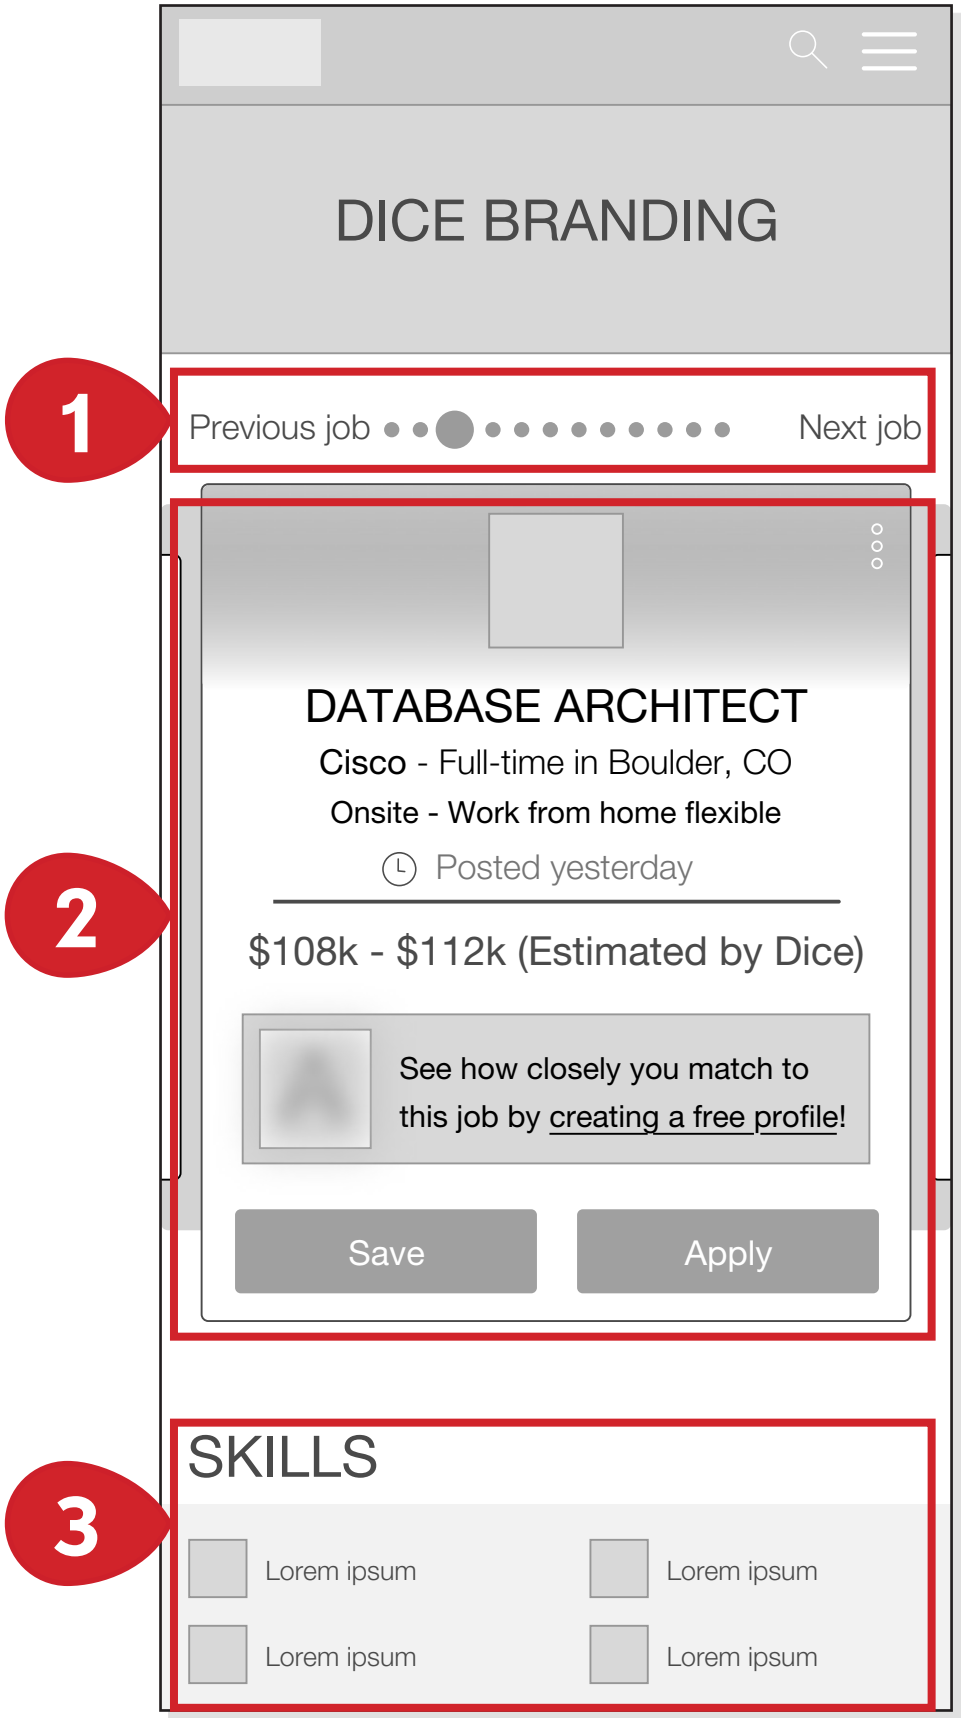 DICE BRANDING
1
Previous job
Next job
DATABASE ARCHITECT
Cisco - Full-time in Boulder, CO
Onsite - Work from home flexible
Posted yesterday
2
$108k - $112k (Estimated by Dice)
A
See how closely you match to
this job by creating a free profile!
Save
Apply
SKILLS
3
Lorem ipsum
Lorem ipsum
Lorem ipsum
Lorem ipsum